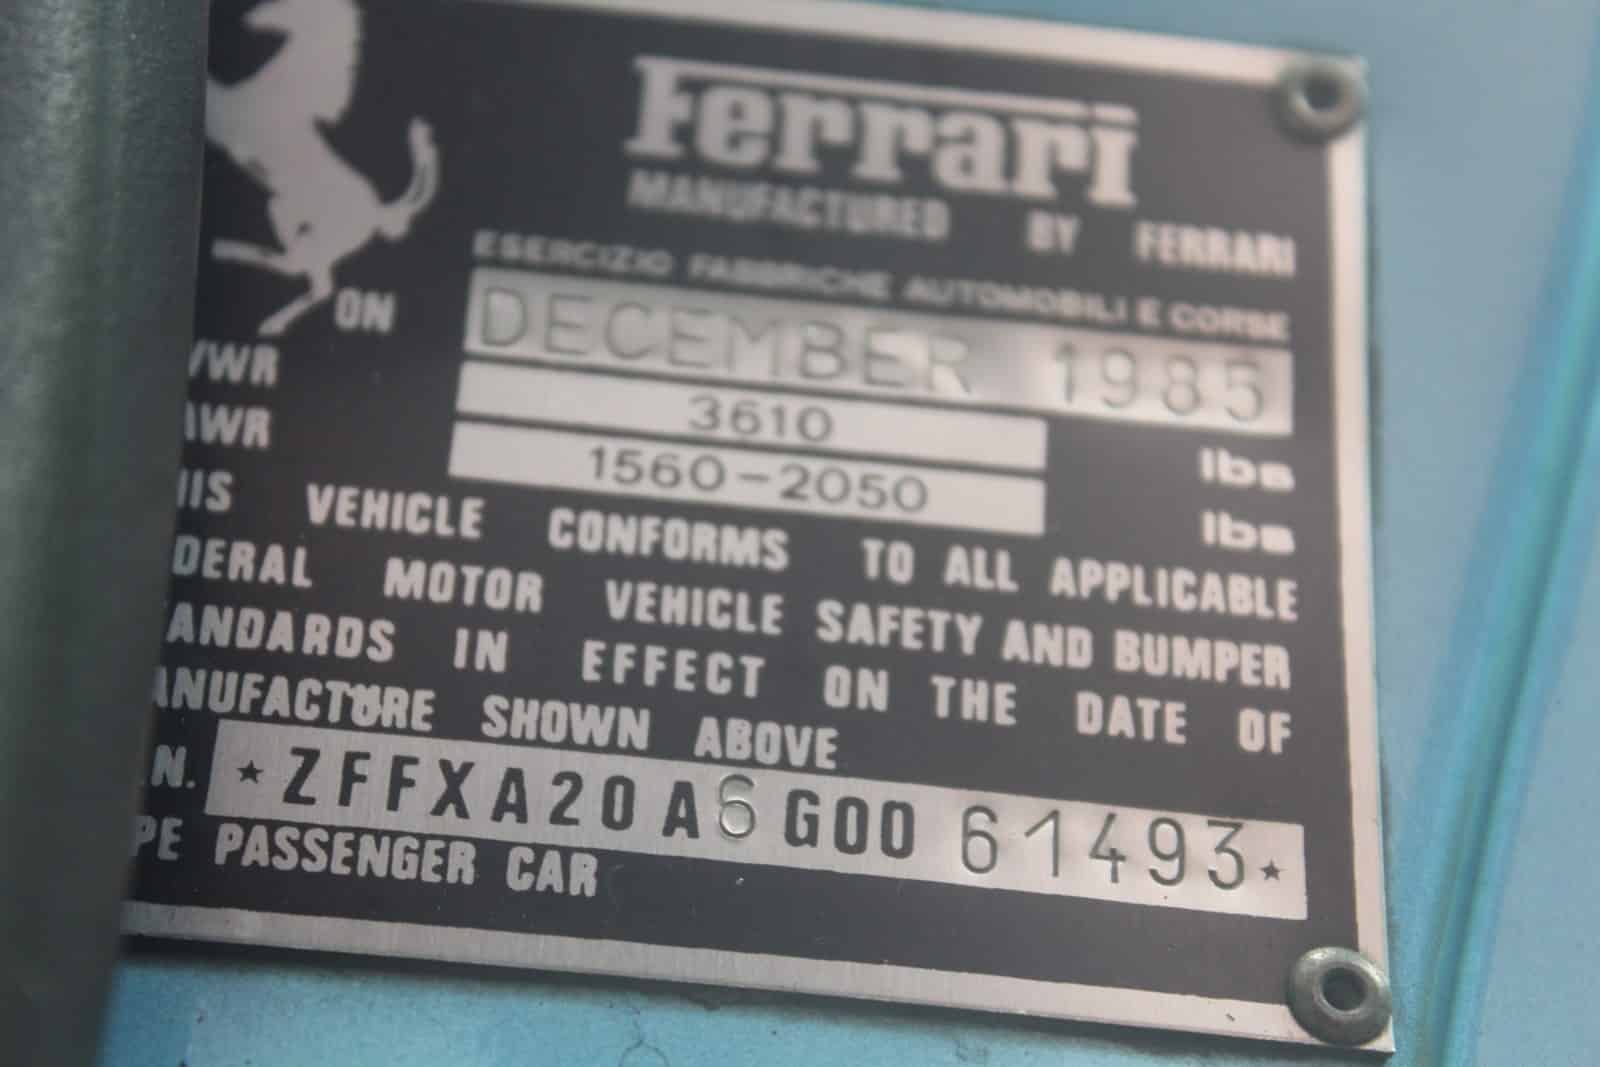 Ferrari
MANUFACTURED BY FERRARI
ESERCIZIO FABBRICHE AUTOMOBILI E CORSE
ON DECEMBER 1985
VWR 3610 lbs
AWR 1560-2050 lbs
HIS VEHICLE CONFORMS TO ALL APPLICABLE
DERAL MOTOR VEHICLE SAFETY AND BUMPER
ANDARDS IN EFFECT ON THE DATE OF
ANUFACTURE SHOWN ABOVE
N. ★ZFFXA20A6G0061493★
PE PASSENGER CAR